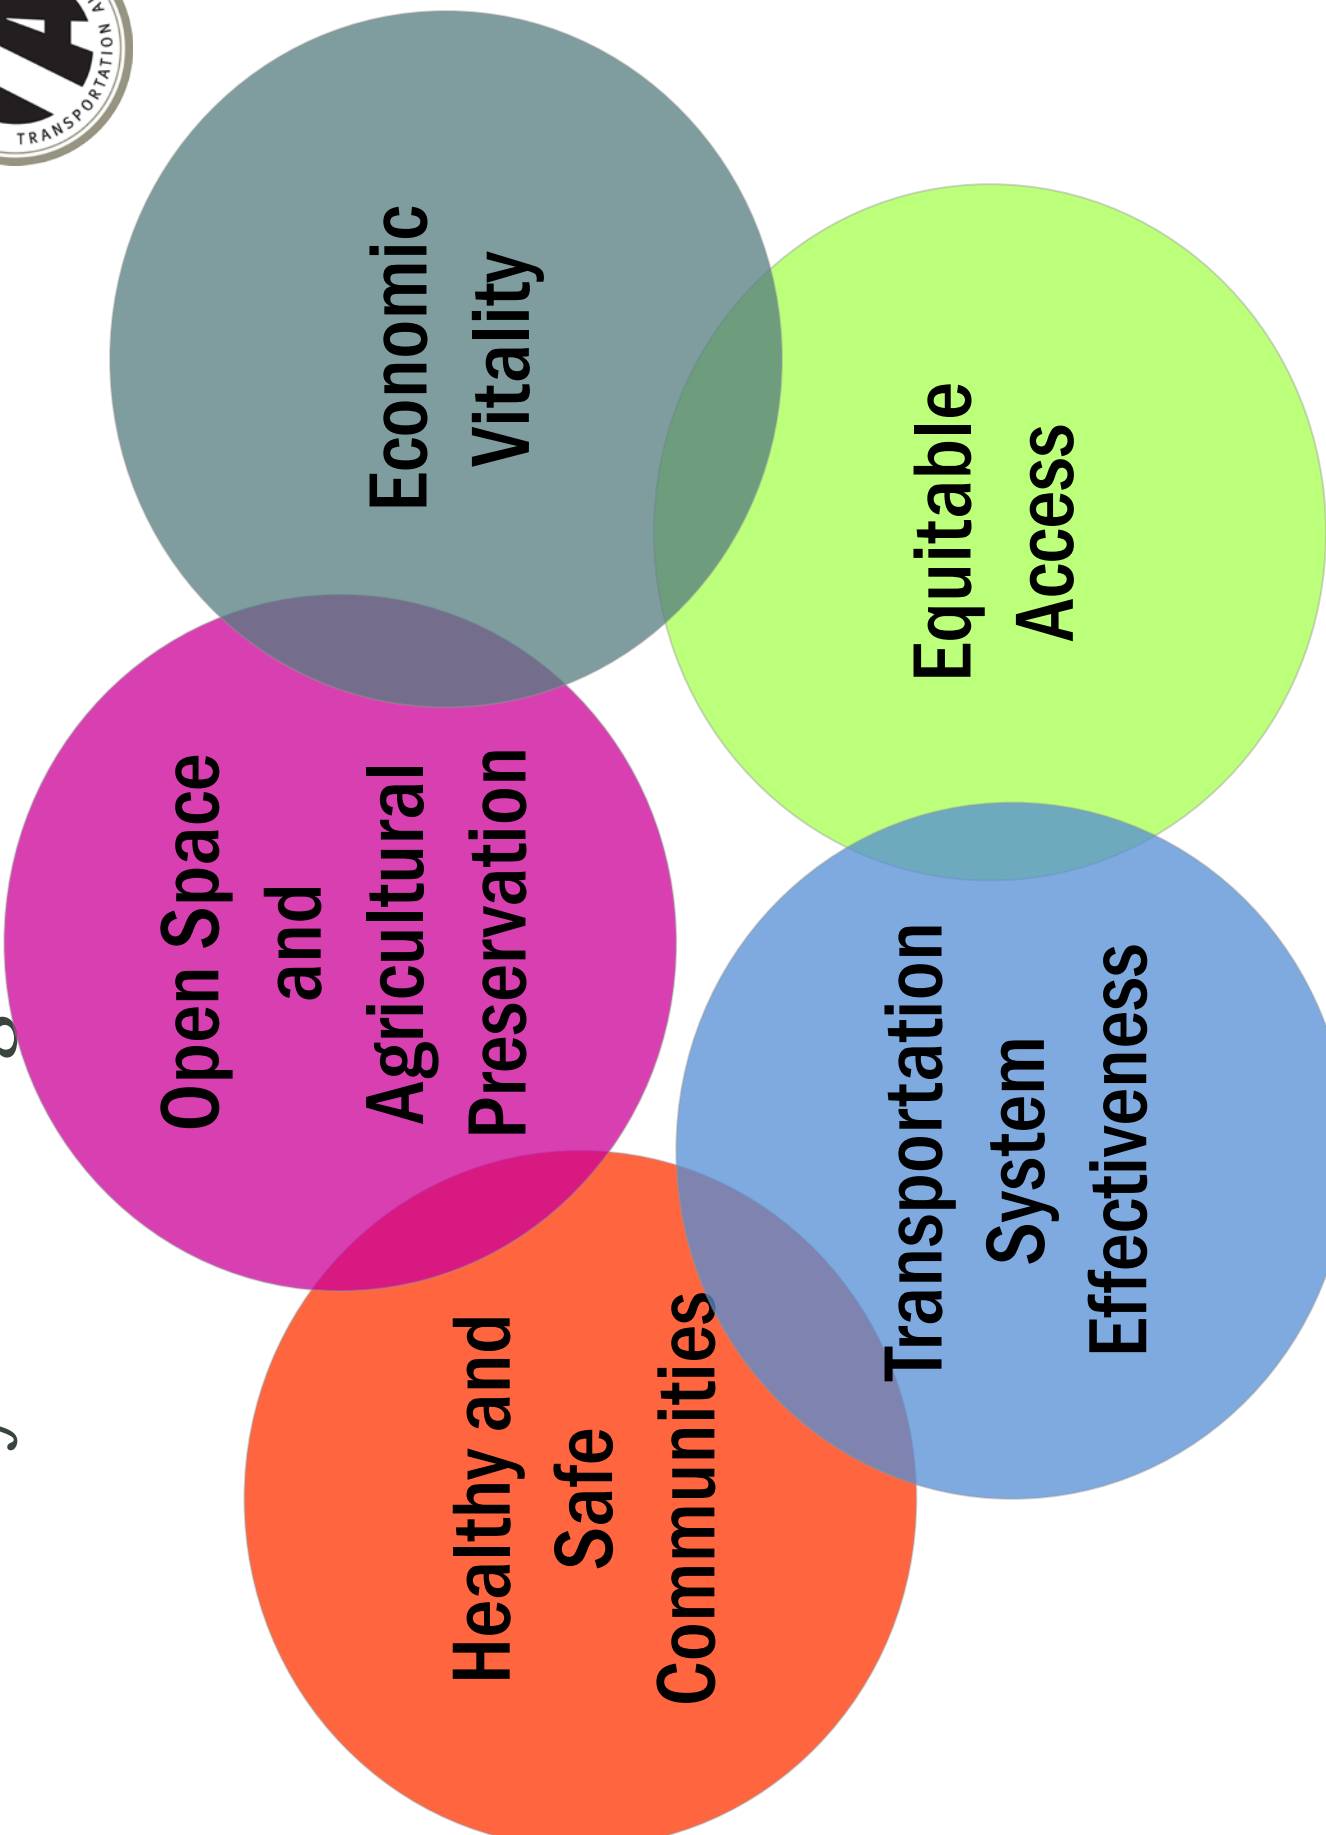 TRANSPORTATION
Healthy and
Safe
Communities
Open Space
and
Agricultural
Preservation
Economic
Vitality
Transportation
System
Effectiveness
Equitable
Access